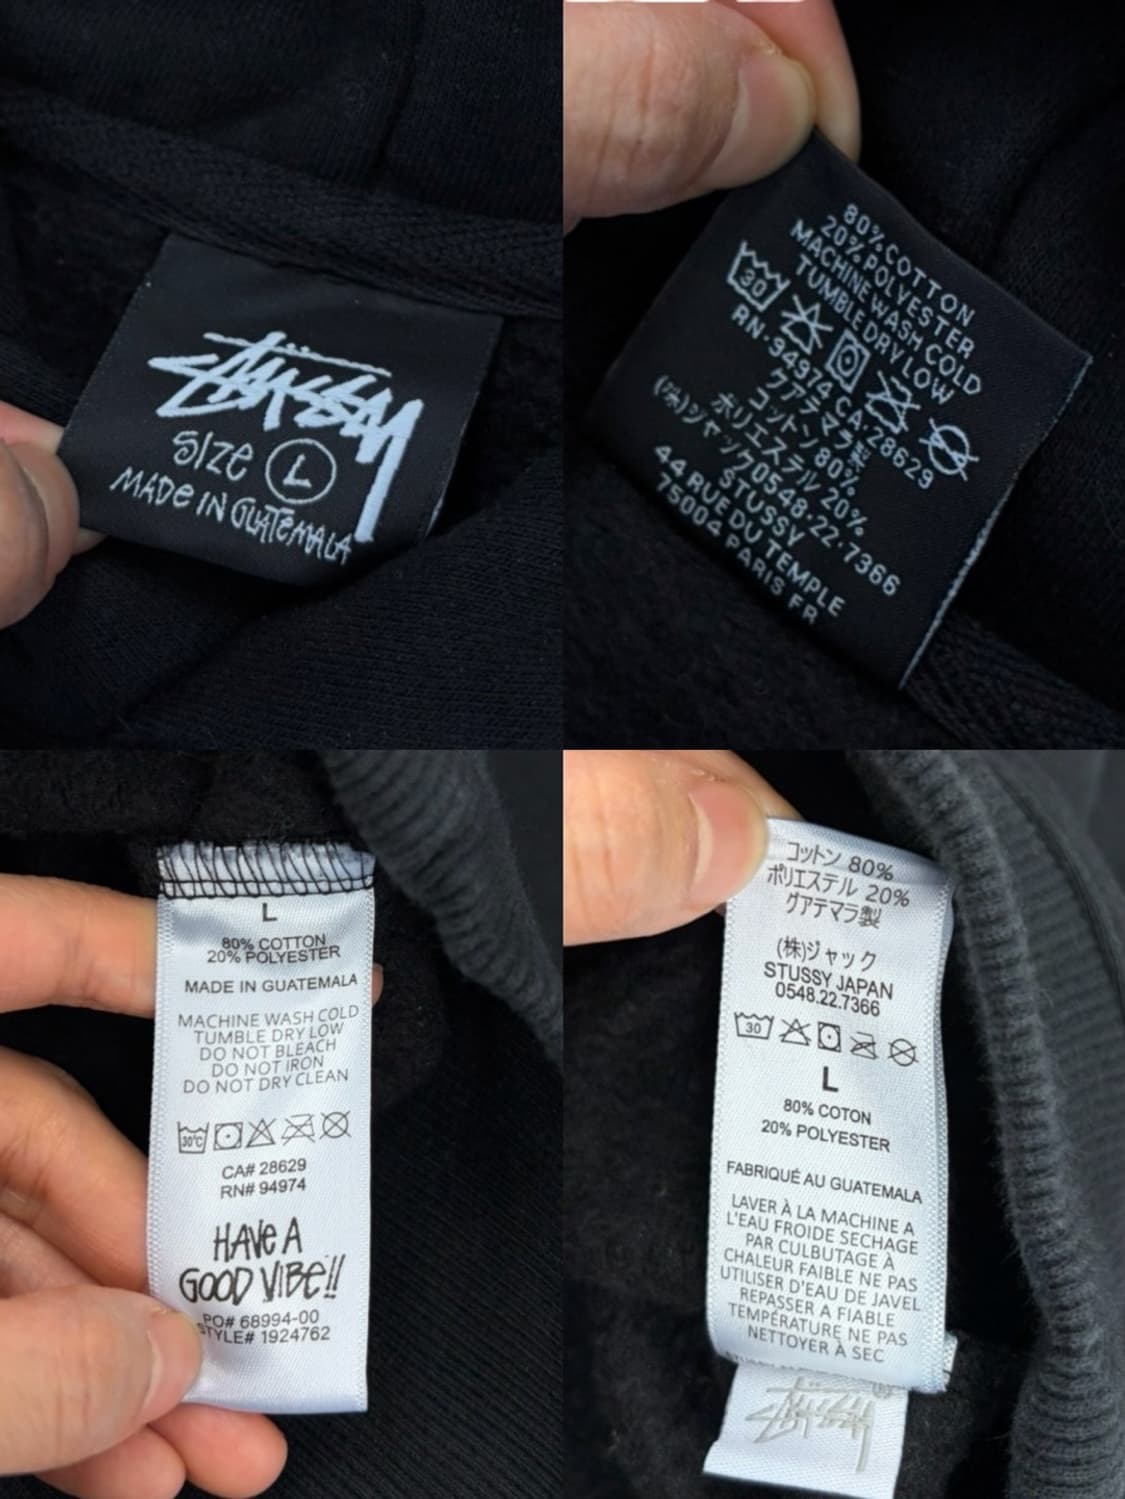 STÜSSY
SIZE L
MADE IN GUATEMALA
80% COTTON
20% POLYESTER
MACHINE WASH COLD
TUMBLE DRY LOW
30
RN·94974 CA·28629
グアテマラ製
コットン 80%
ポリエステル 20%
(株)ジャック0548·22·7366
STUSSY
44 RUE DU TEMPLE
75004 PARIS FR
L
80% COTTON
20% POLYESTER
MADE IN GUATEMALA
MACHINE WASH COLD
TUMBLE DRY LOW
DO NOT BLEACH
DO NOT IRON
DO NOT DRY CLEAN
30°C
CA# 28629
RN# 94974
HAVE A
GOOD VIBE!!
PO# 68994-00
STYLE# 1924762
コットン 80%
ポリエステル 20%
グアテマラ製
(株)ジャック
STUSSY JAPAN
0548.22.7366
30
L
80% COTON
20% POLYESTER
FABRIQUÉ AU GUATEMALA
LAVER À LA MACHINE A
L'EAU FROIDE SECHAGE
PAR CULBUTAGE À
CHALEUR FAIBLE NE PAS
UTILISER D'EAU DE JAVEL
REPASSER A FIABLE
TEMPÉRATURE NE PAS
NETTOYER À SEC
STÜSSY